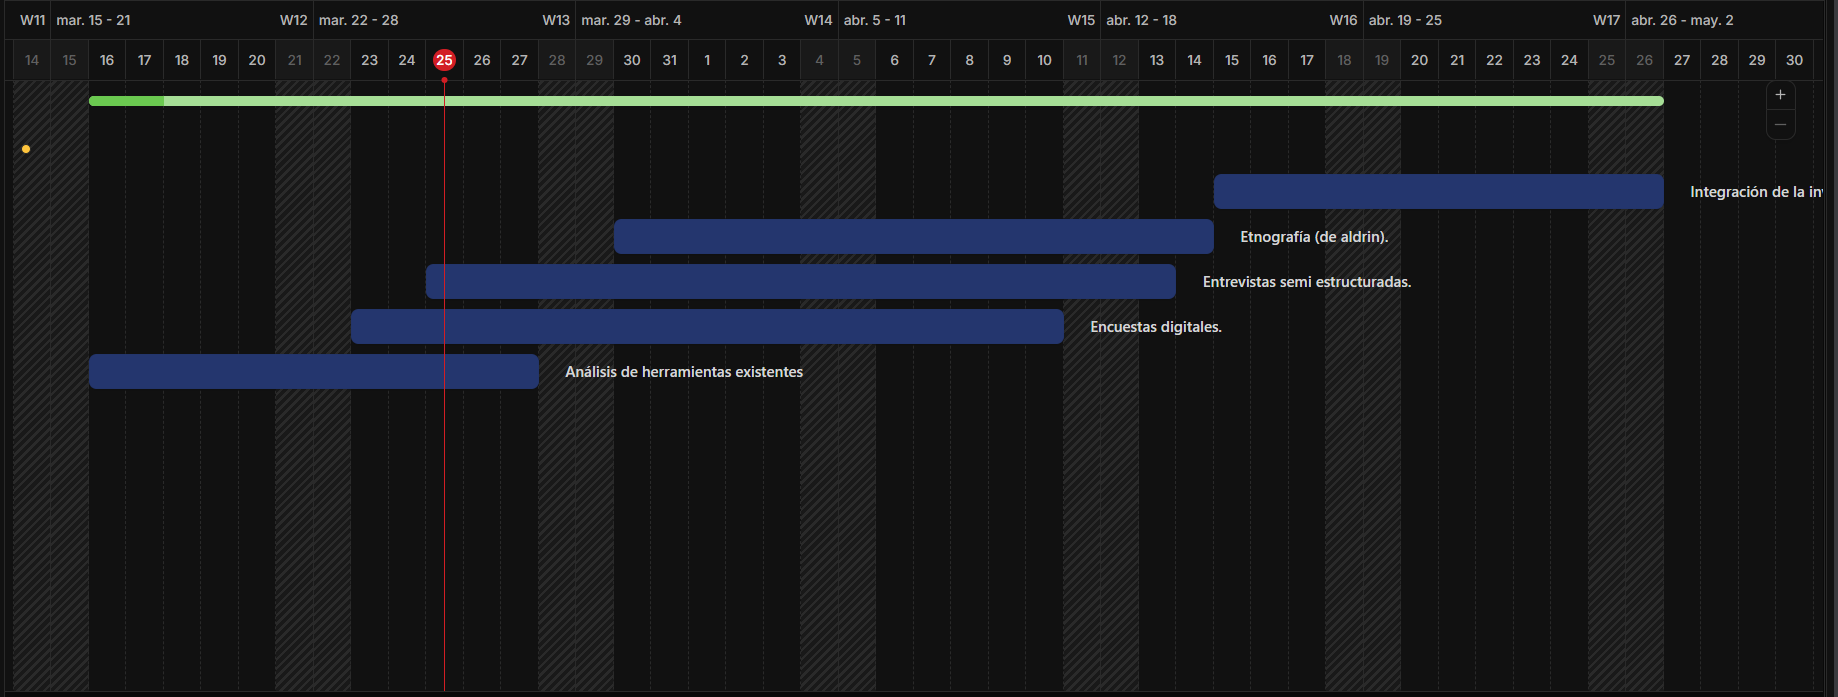 W11 mar. 15 - 21 W12 mar. 22 - 28 W13 mar. 29 - abr. 4 W14 abr. 5 - 11 W15 abr. 12 - 18 W16 abr. 19 - 25 W17 abr. 26 - may. 2
14 15 16 17 18 19 20 21 22 23 24 25 26 27 28 29 30 31 1 2 3 4 5 6 7 8 9 10 11 12 13 14 15 16 17 18 19 20 21 22 23 24 25 26 27 28 29 30
+
−
Integración de la in
Etnografía (de aldrin).
Entrevistas semi estructuradas.
Encuestas digitales.
Análisis de herramientas existentes